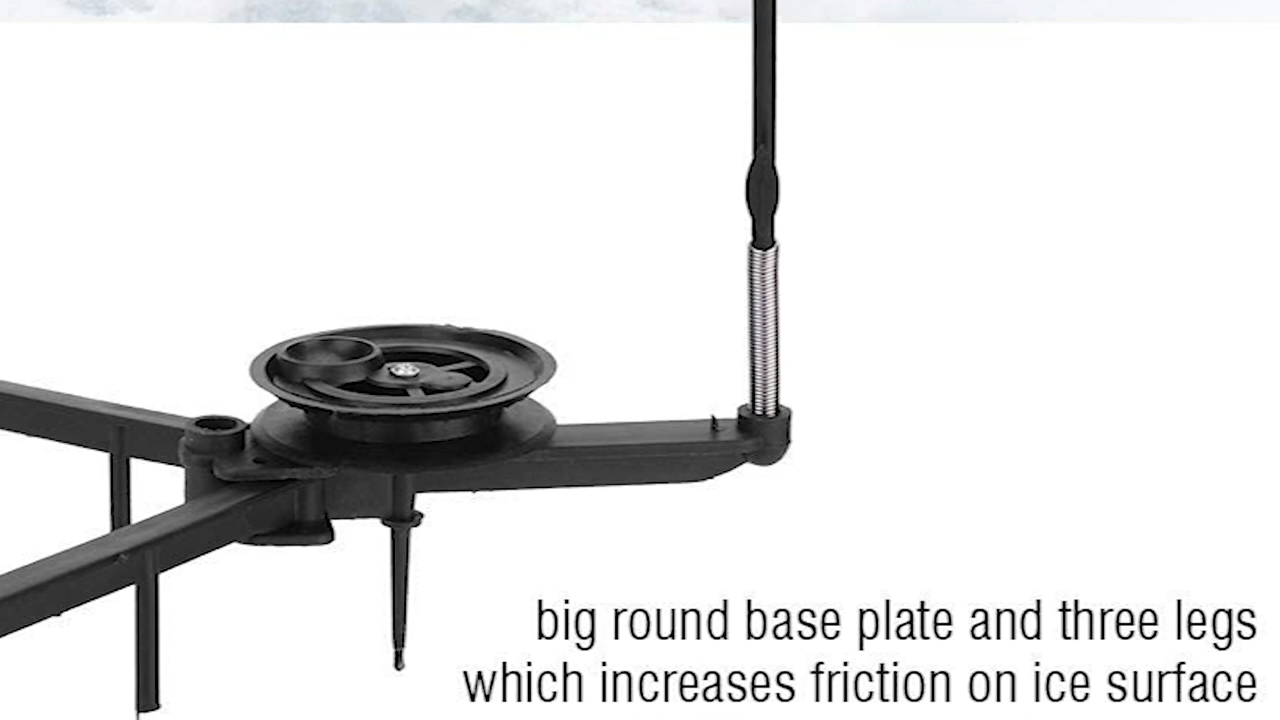 big round base plate and three legs
which increases friction on ice surface